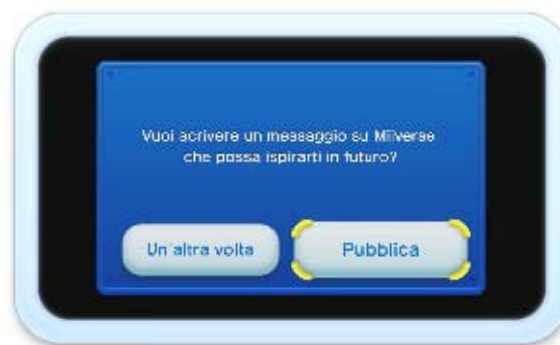 Vuoi scrivere un messaggio su Miiverse
che possa ispirarti in futuro?
Un'altra volta
Pubblica